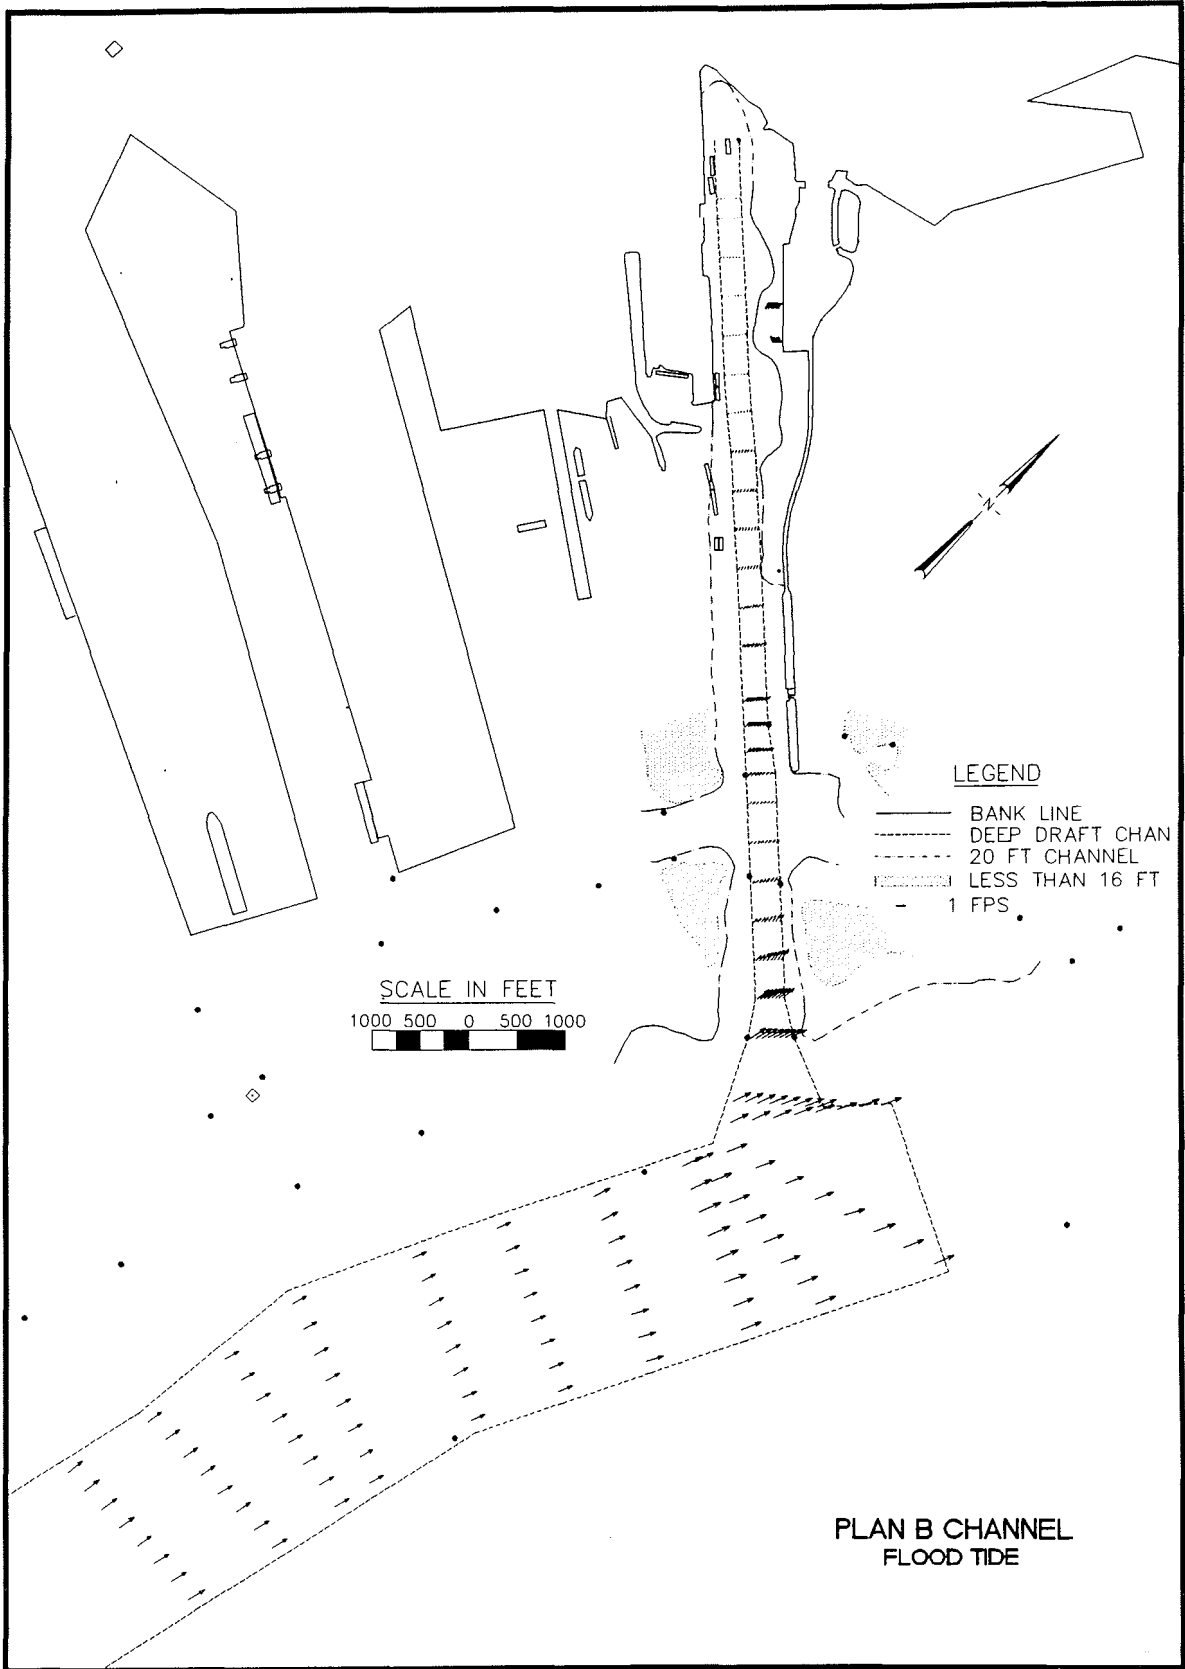 N
LEGEND
BANK LINE
DEEP DRAFT CHAN
20 FT CHANNEL
LESS THAN 16 FT
1 FPS
SCALE IN FEET
1000 500 0 500 1000
PLAN B CHANNEL
FLOOD TIDE